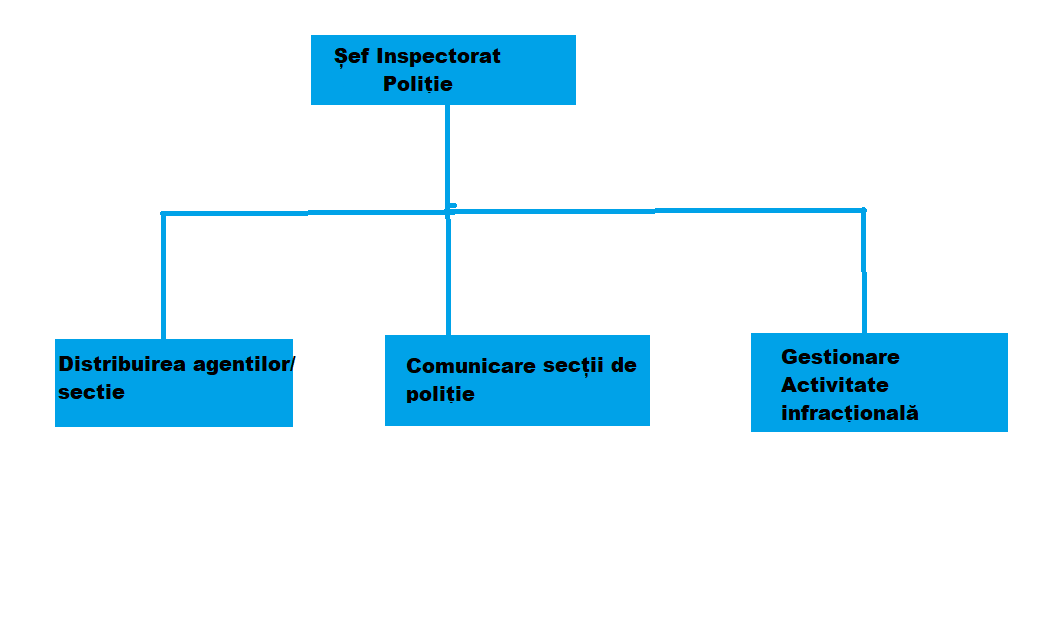 Șef Inspectorat
Poliție
Distribuirea agentilor/
sectie
Comunicare secții de
poliție
Gestionare
Activitate
infracțională